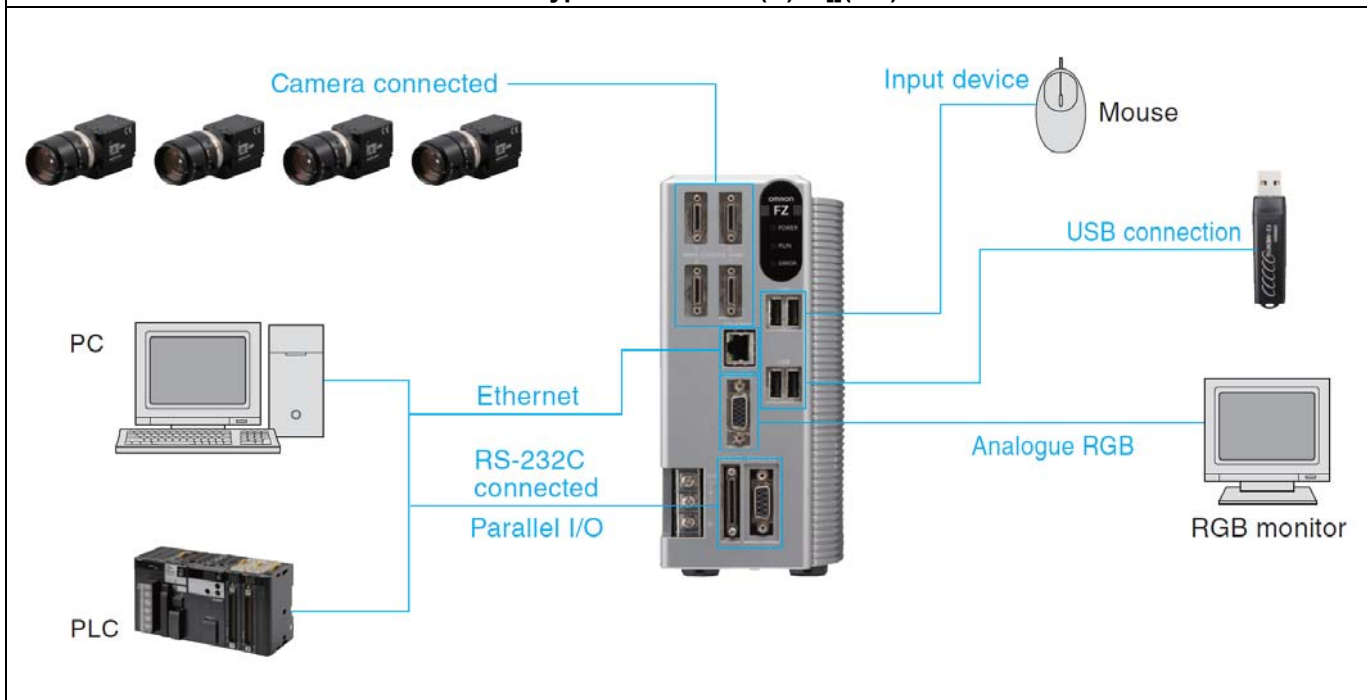 Camera connected
Input device
Mouse
omron
FZ
POWER
RUN
ERROR
USB connection
PC
Ethernet
RS-232C
connected
Parallel I/O
Analogue RGB
RGB monitor
PLC